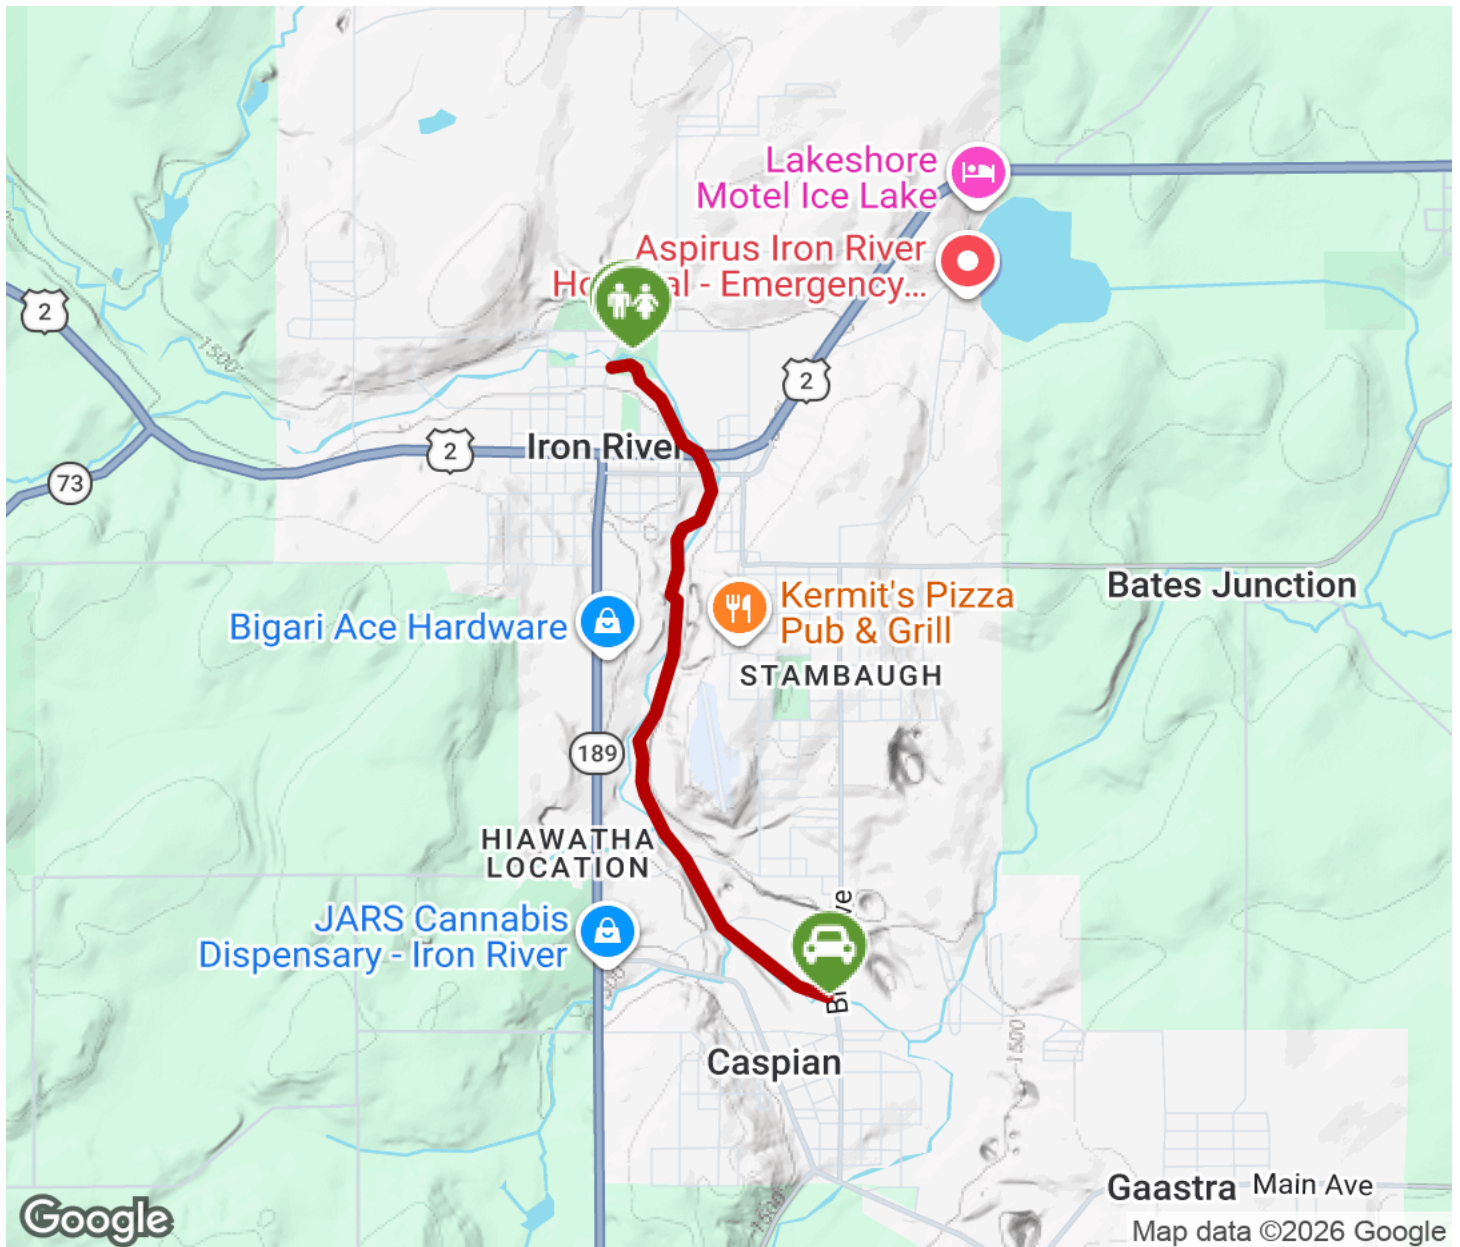 Lakeshore
Motel Ice Lake
Aspirus Iron River
Emergency...
2
1500'
2
2
Iron River
73
Bates Junction
Kermit's Pizza
Pub & Grill
Bigari Ace Hardware
STAMBAUGH
189
HIAWATHA
LOCATION
JARS Cannabis
Dispensary - Iron River
1500'
Caspian
Gaastra
Main Ave
1500'
Google
Map data ©2026 Google